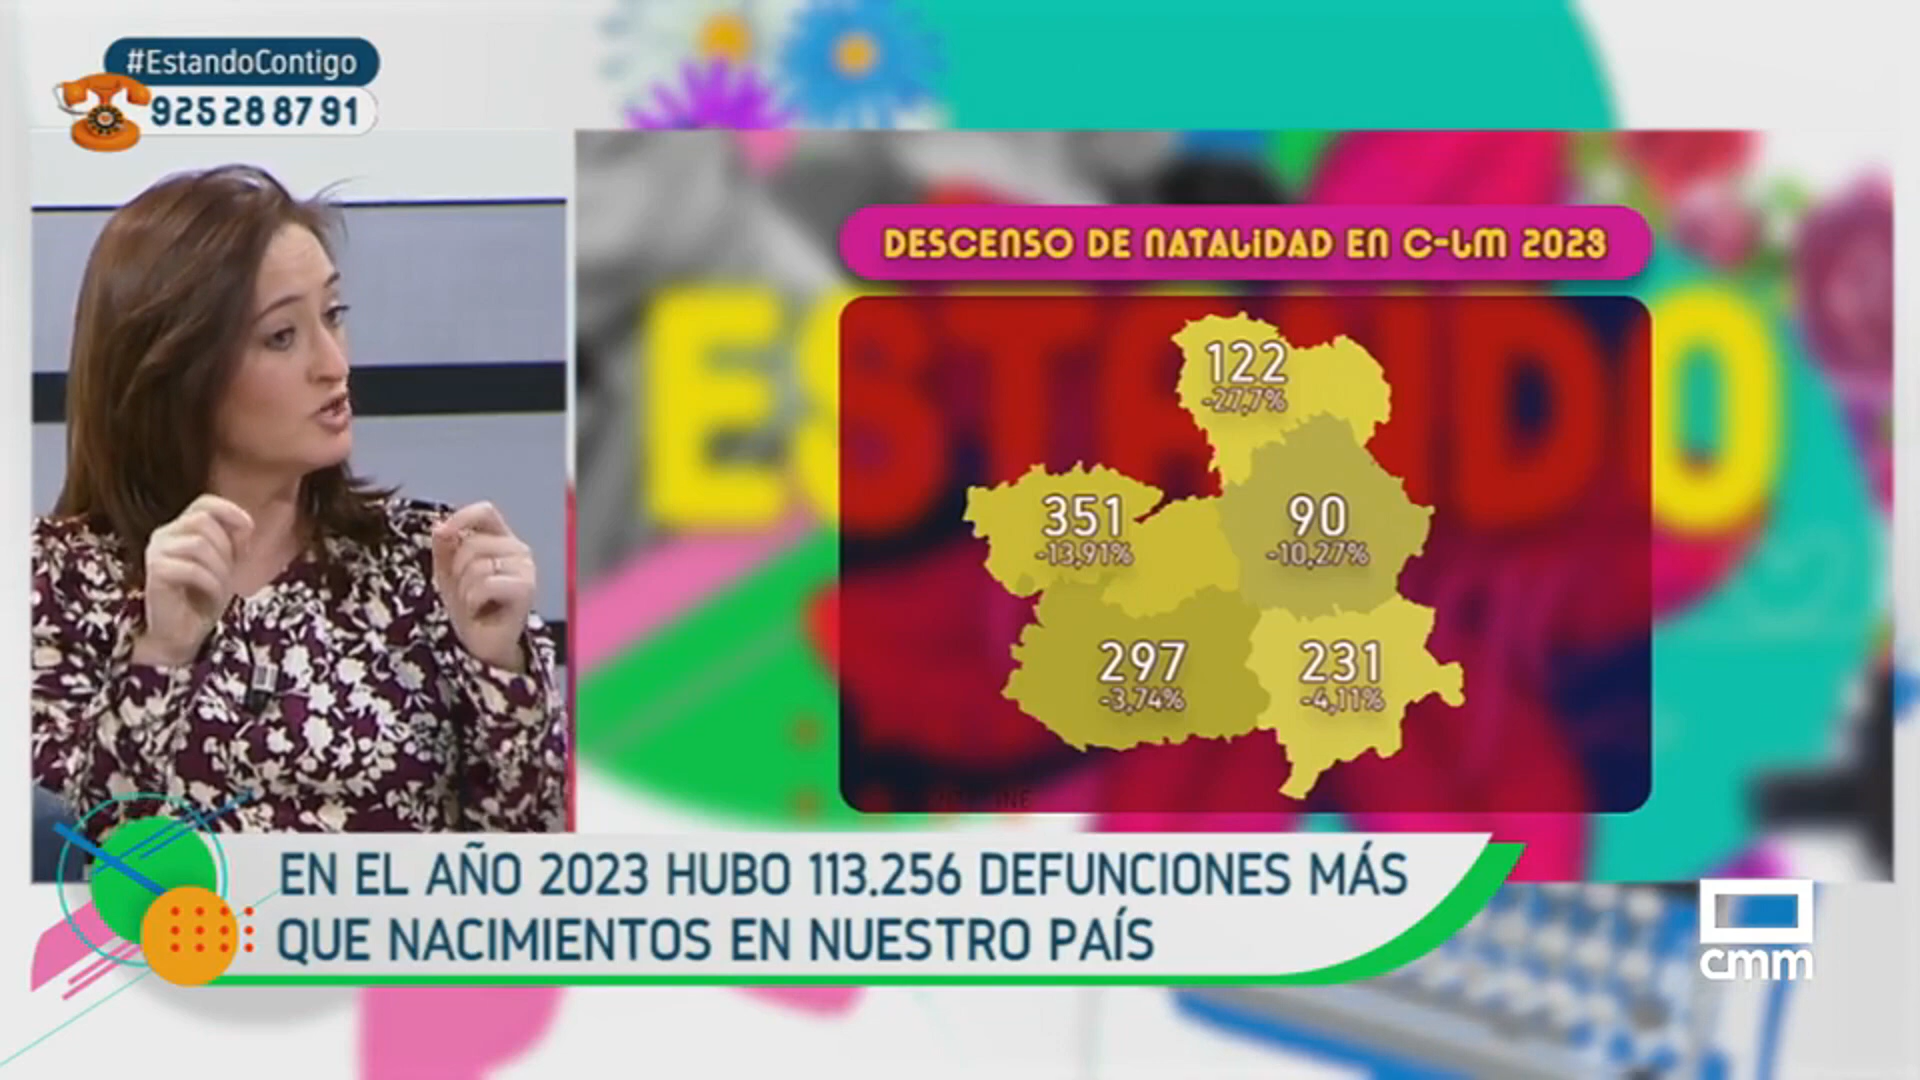 #EstandoContigo
925 28 87 91
DESCENSO DE NATALIDAD EN C-LM 2023
ESTANDO
122
-27,7%
351
-13,91%
90
-10,27%
297
-3,74%
231
-4,11%
INE
EN EL AÑO 2023 HUBO 113.256 DEFUNCIONES MÁS
QUE NACIMIENTOS EN NUESTRO PAÍS
cmm